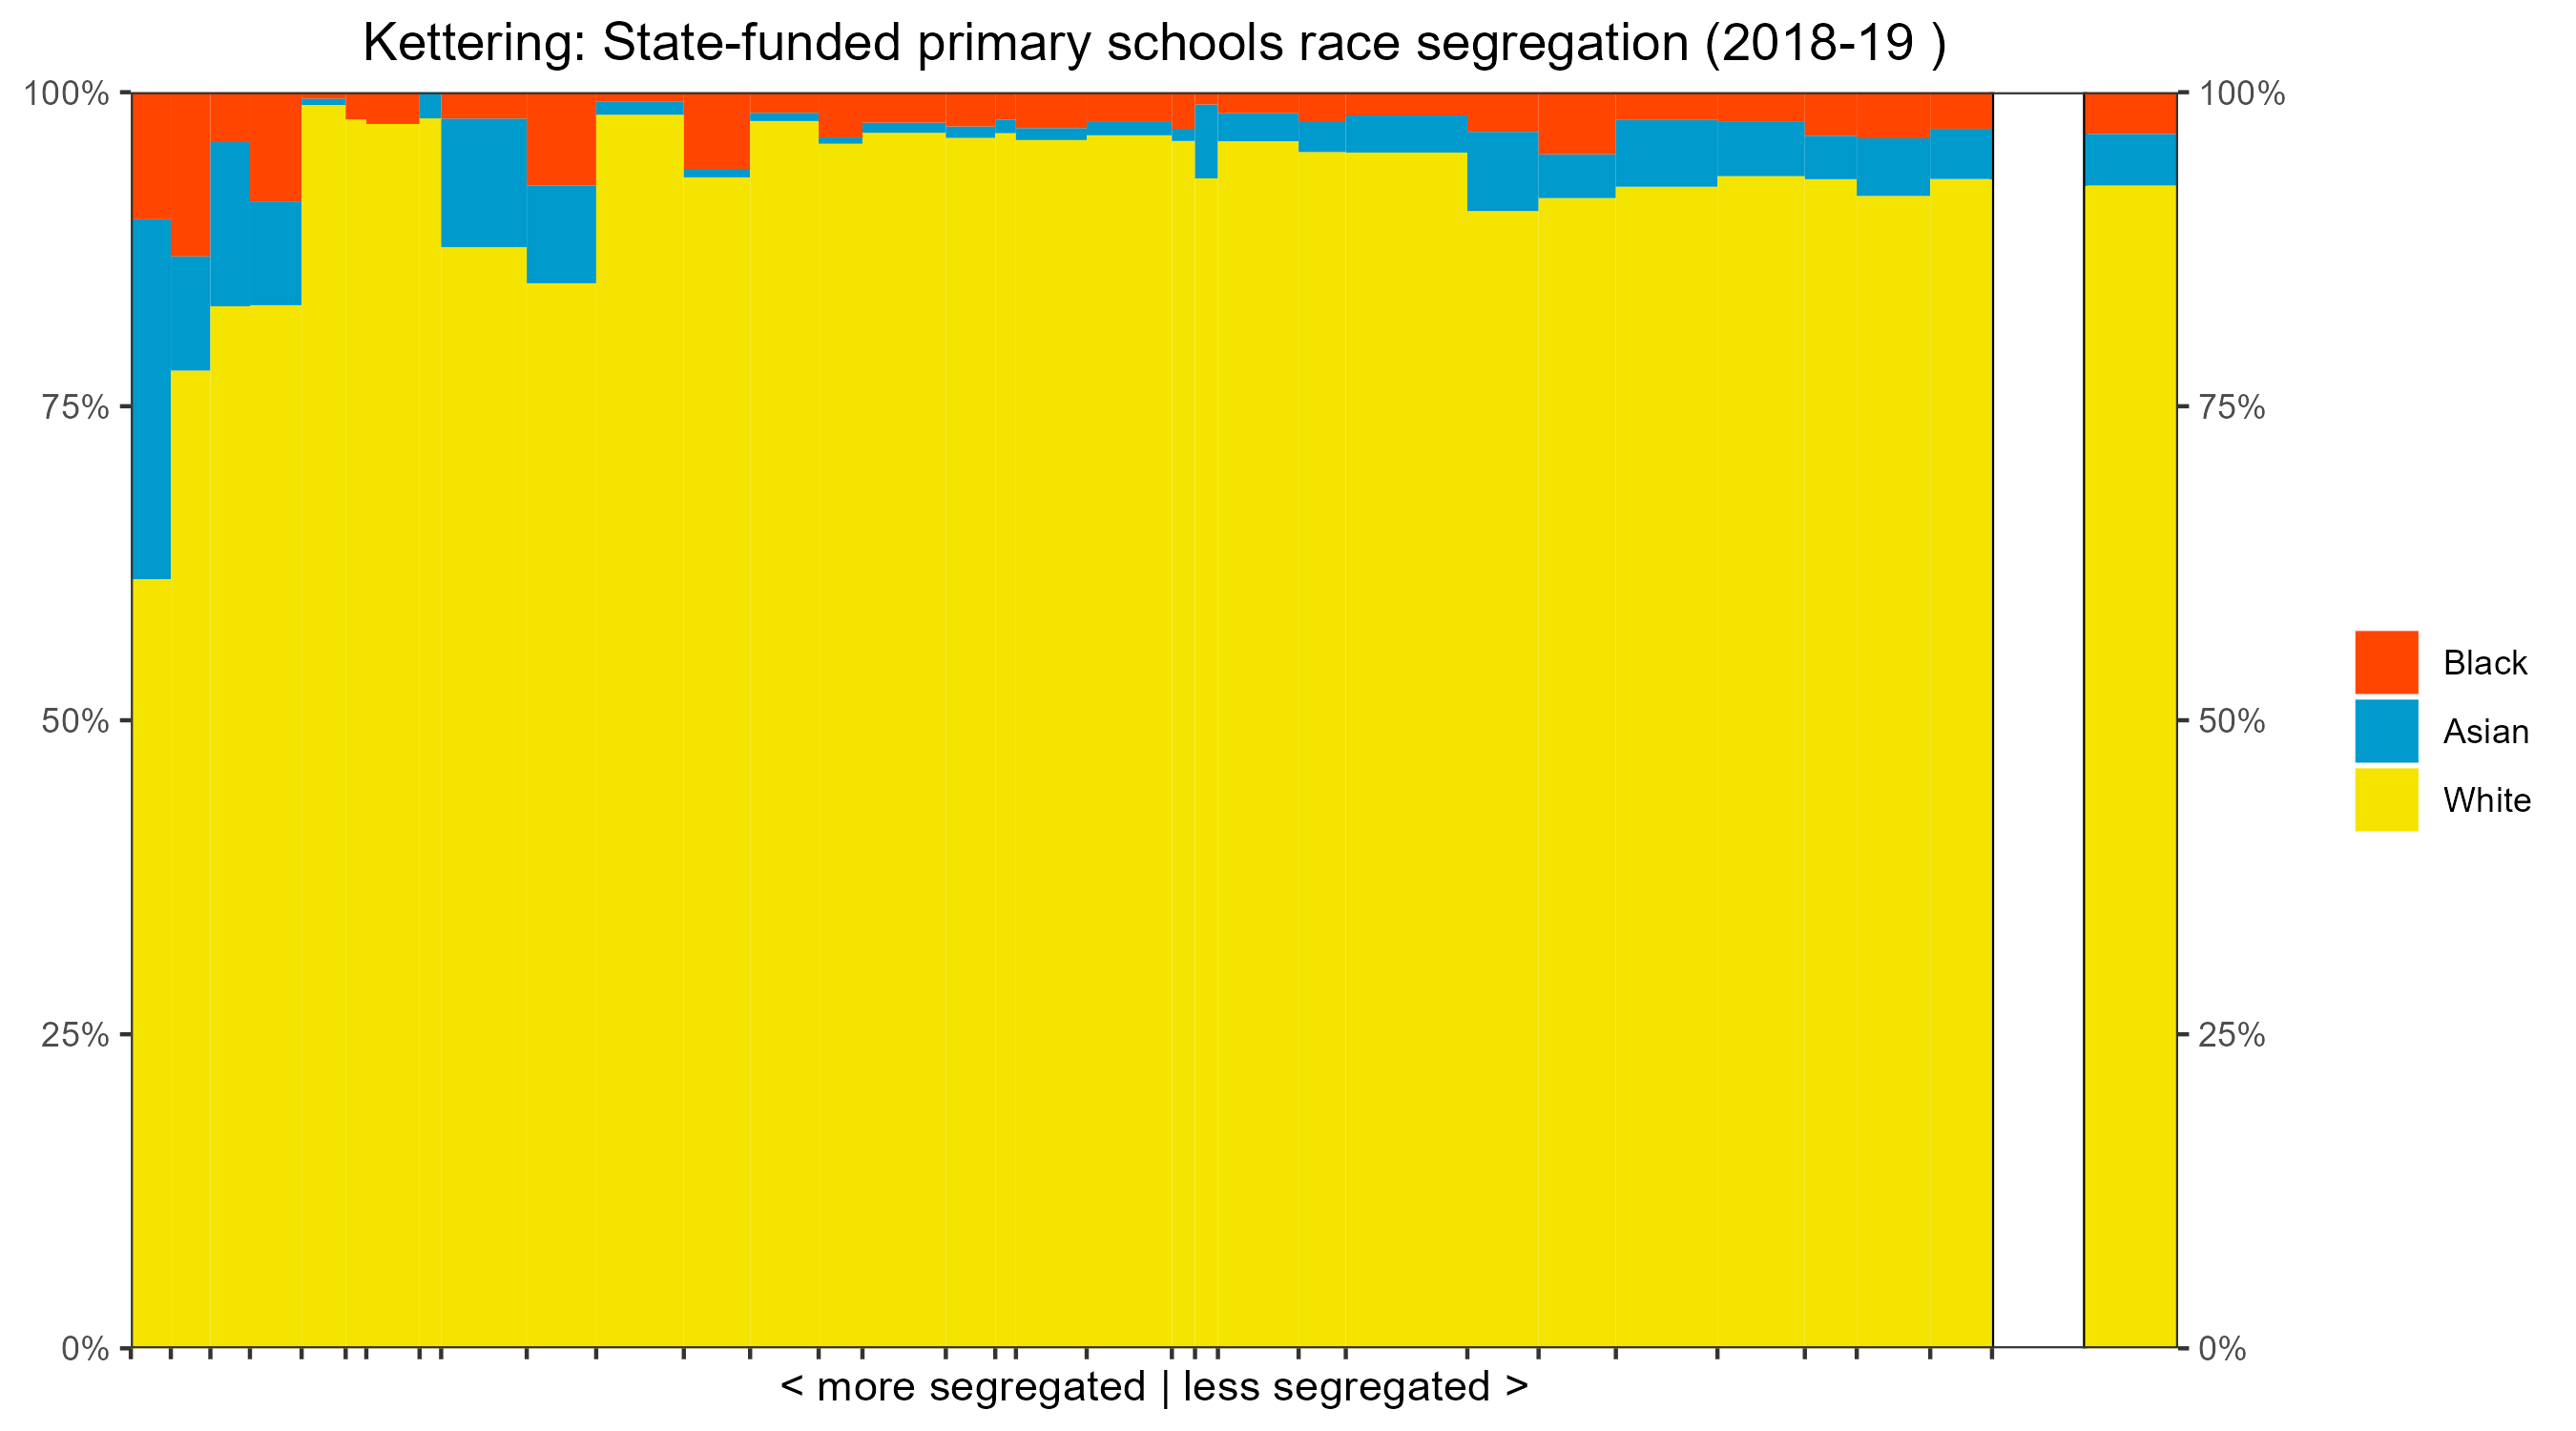 Kettering: State-funded primary schools race segregation (2018-19 )
100%
75%
50%
25%
0%
100%
75%
50%
25%
0%
Black
Asian
White
< more segregated | less segregated >